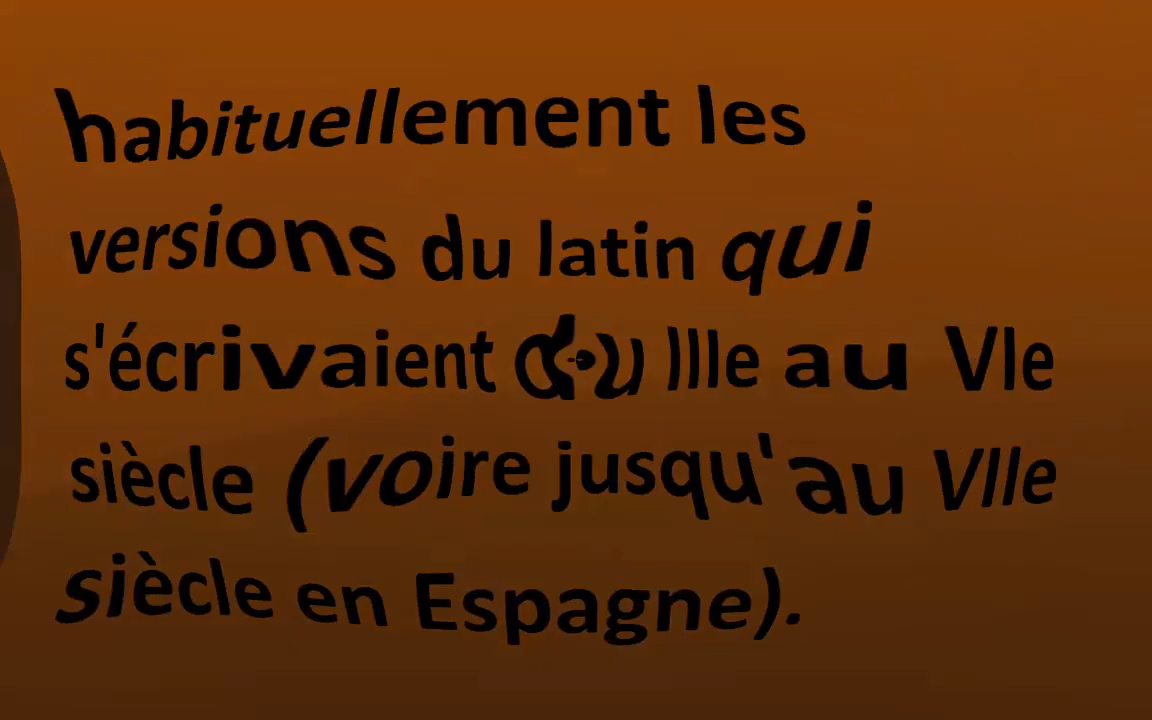 habituellement les
versions du latin qui
s'écrivaient du IIIe au VIe
siècle (voire jusqu'au VIIe
siècle en Espagne).